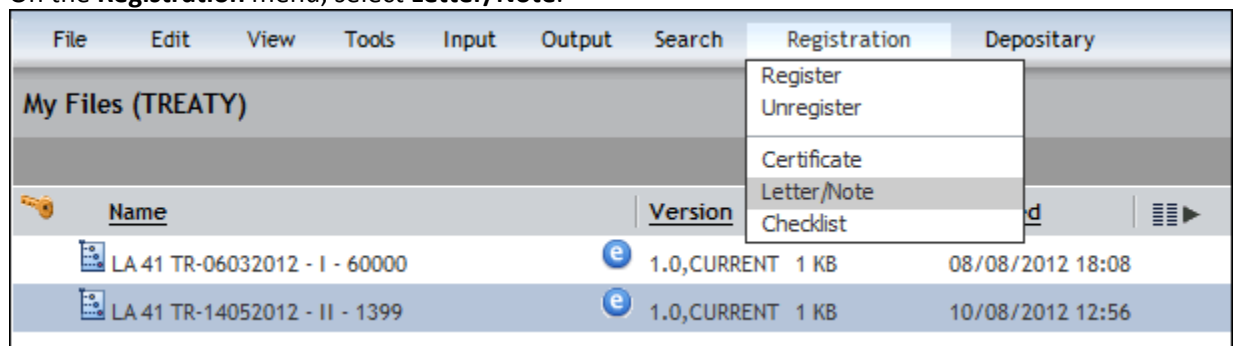 On the Registration menu, select Letter/Note.
File Edit View Tools Input Output Search Registration Depositary
Register
My Files (TREATY)
Unregister
Certificate
Letter/Note
Name Version
Checklist
LA 41 TR-06032012 - I - 60000 e 1.0,CURRENT 1 KB 08/08/2012 18:08
LA 41 TR-14052012 - II - 1399 e 1.0,CURRENT 1 KB 10/08/2012 12:56